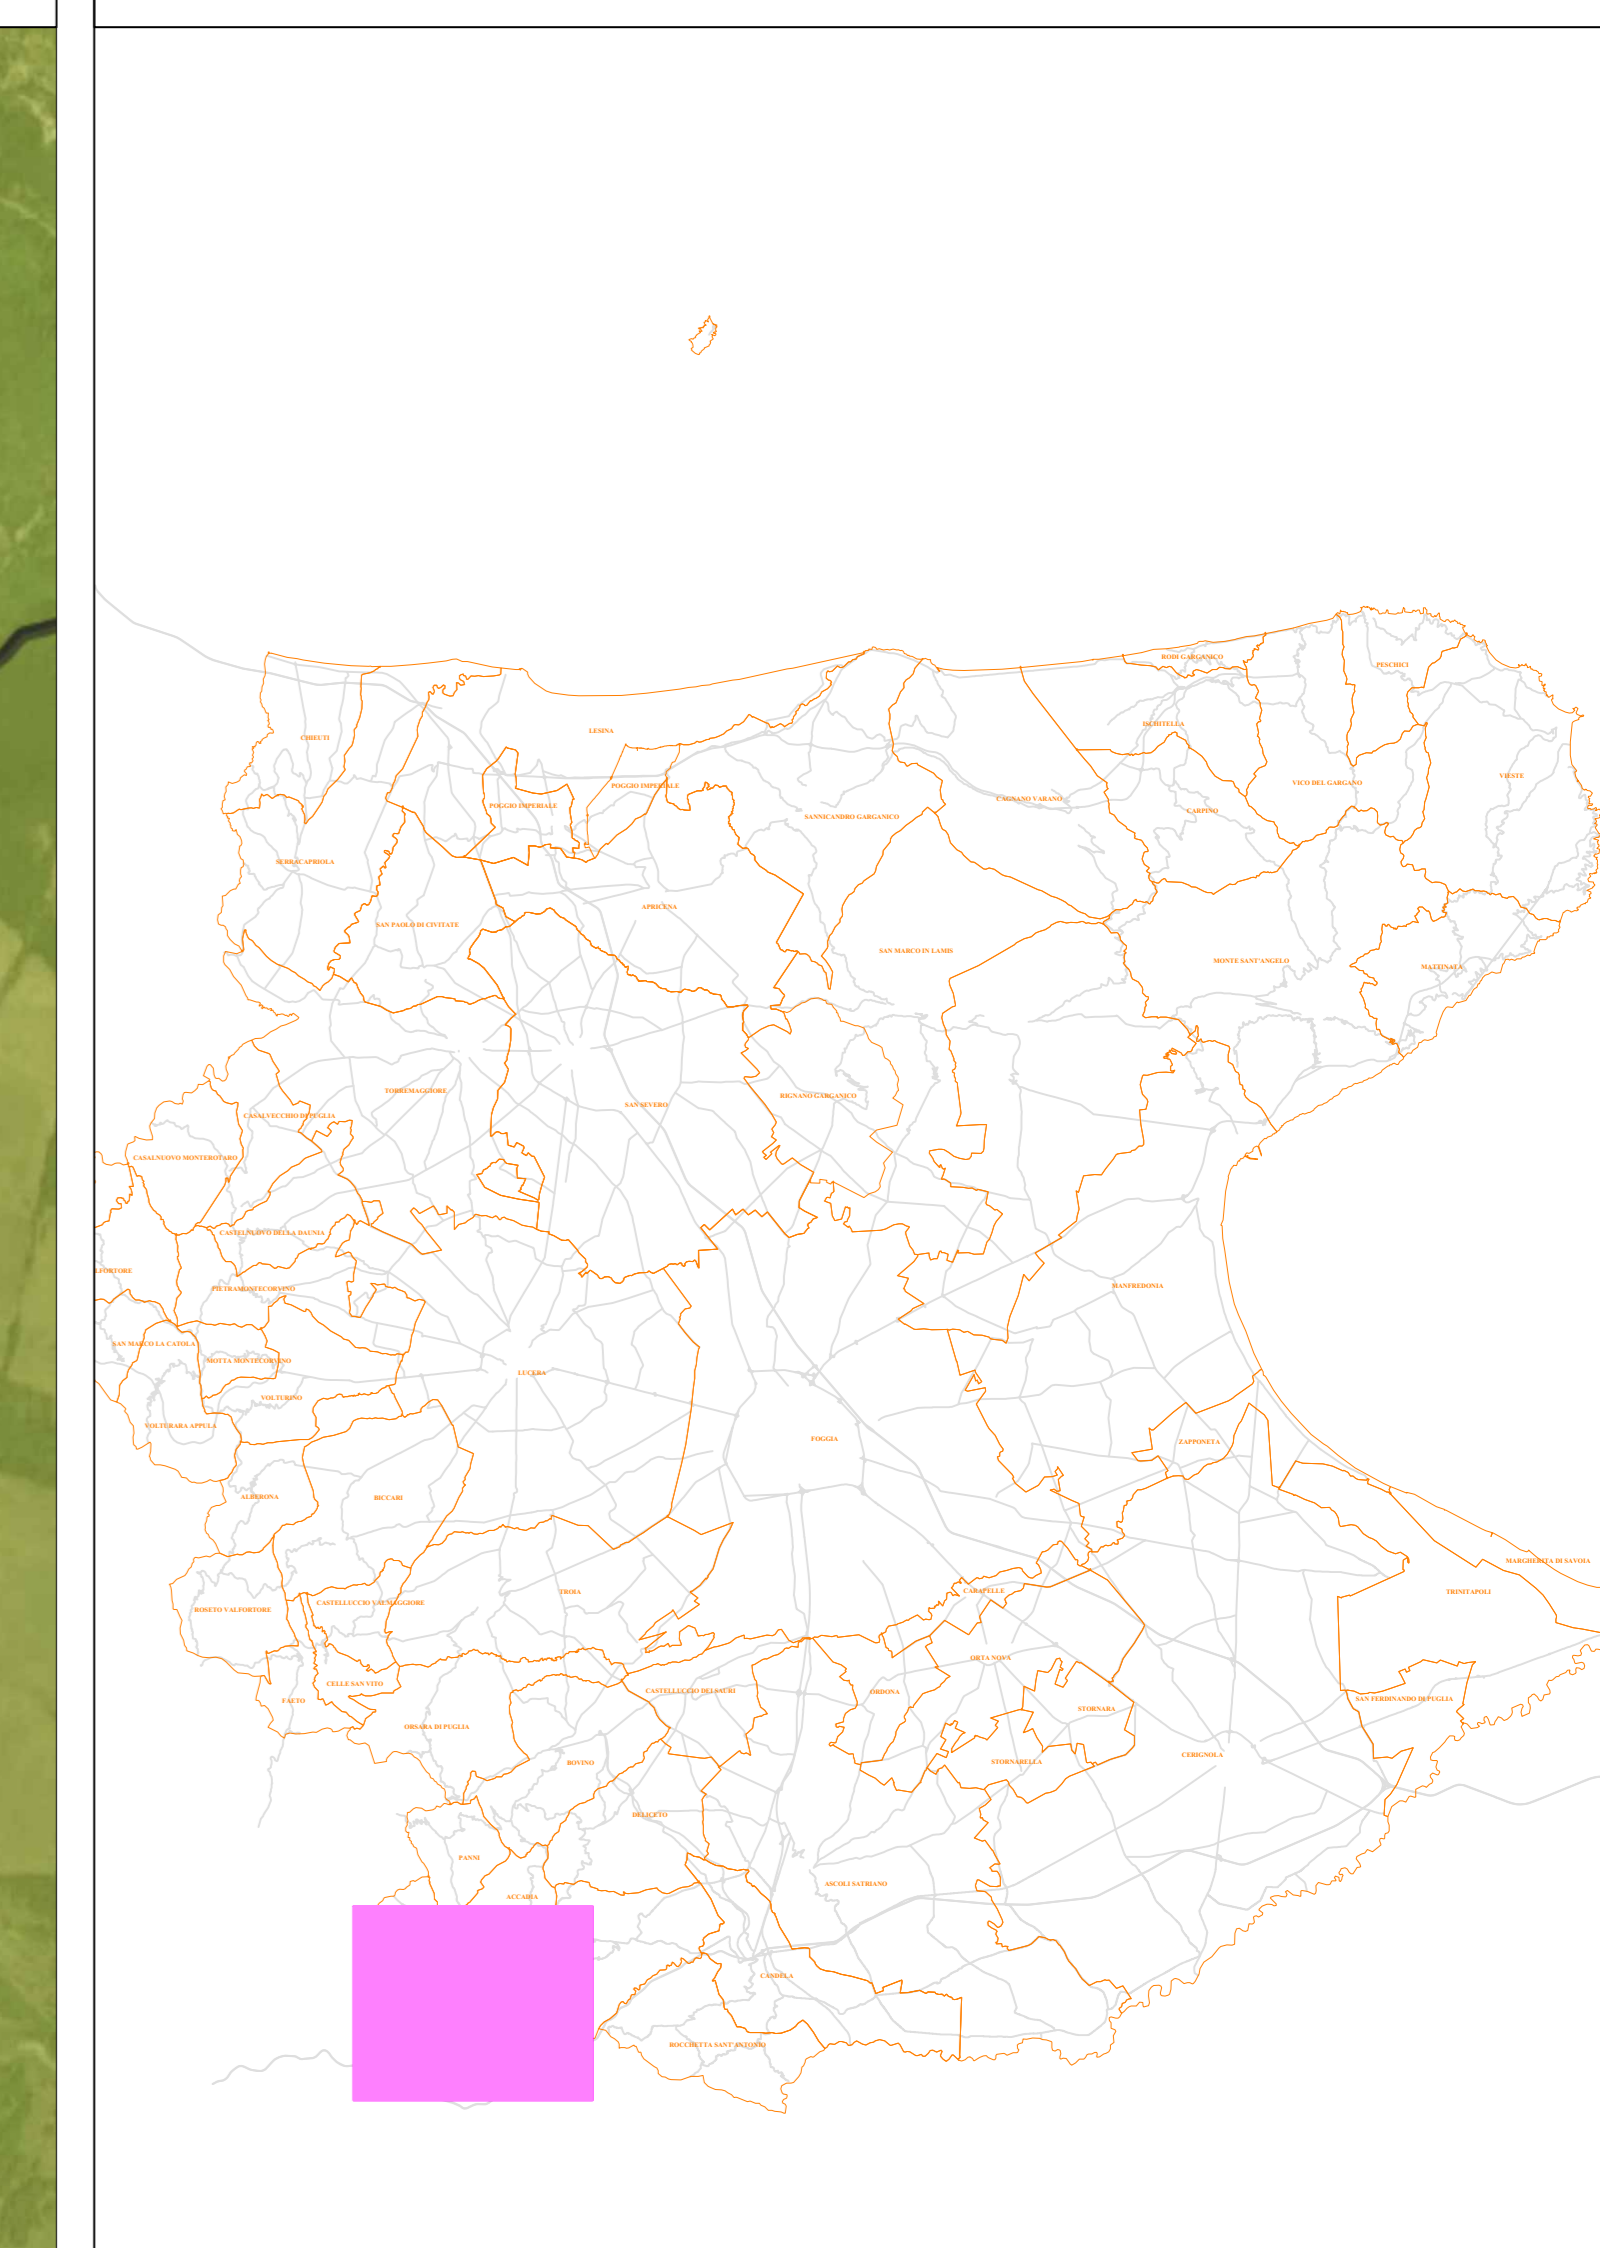 RODI GARGANICO
PESCHICI
ISCHITELLA
LESINA
CHIEUTI
VIESTE
VICO DEL GARGANO
POGGIO IMPERIALE
CAGNANO VARANO
POGGIO IMPERIALE
CARPINO
SANNICANDRO GARGANICO
SERRACAPRIOLA
APRICENA
SAN PAOLO DI CIVITATE
SAN MARCO IN LAMIS
MONTE SANT'ANGELO
MATTINATA
TORREMAGGIORE
RIGNANO GARGANICO
SAN SEVERO
CASALVECCHIO DI PUGLIA
CASALNUOVO MONTEROTARO
CASTELNUOVO DELLA DAUNIA
LFORTORE
MANFREDONIA
PIETRAMONTECORVINO
SAN MARCO LA CATOLA
MOTTA MONTECORVINO
LUCERA
VOLTURINO
VOLTURARA APPULA
FOGGIA
ZAPPONETA
ALBERONA
BICCARI
MARGHERITA DI SAVOIA
TROIA
CARAPELLE
TRINITAPOLI
CASTELLUCCIO VALMAGGIORE
ROSETO VALFORTORE
ORTA NOVA
CELLE SAN VITO
CASTELLUCCIO DEI SAURI
ORDONA
SAN FERDINANDO DI PUGLIA
FAETO
STORNARA
ORSARA DI PUGLIA
CERIGNOLA
BOVINO
STORNARELLA
DELICETO
PANNI
ASCOLI SATRIANO
ACCADIA
CANDELA
ROCCHETTA SANT'ANTONIO